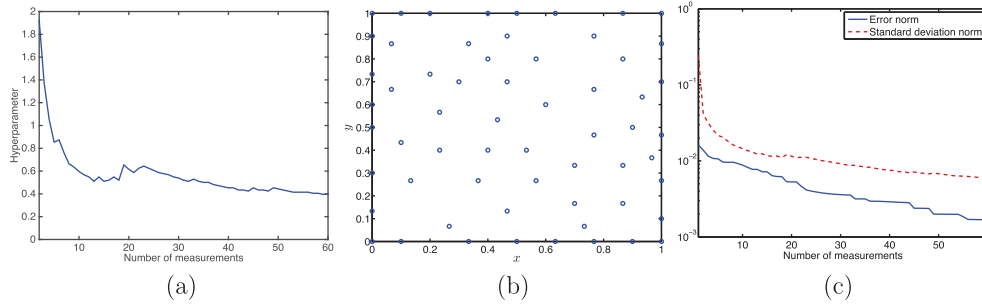 2
1.8
1.6
1.4
1.2
1
0.8
0.6
0.4
0.2
0
Hyperparameter
10 20 30 40 50 60
Number of measurements
(a)
1
0.9
0.8
0.7
0.6
0.5
0.4
0.3
0.2
0.1
0
y
0 0.2 0.4 0.6 0.8 1
x
(b)
10^0
10^-1
10^-2
10^-3
Error norm
Standard deviation norm
10 20 30 40 50
Number of measurements
(c)